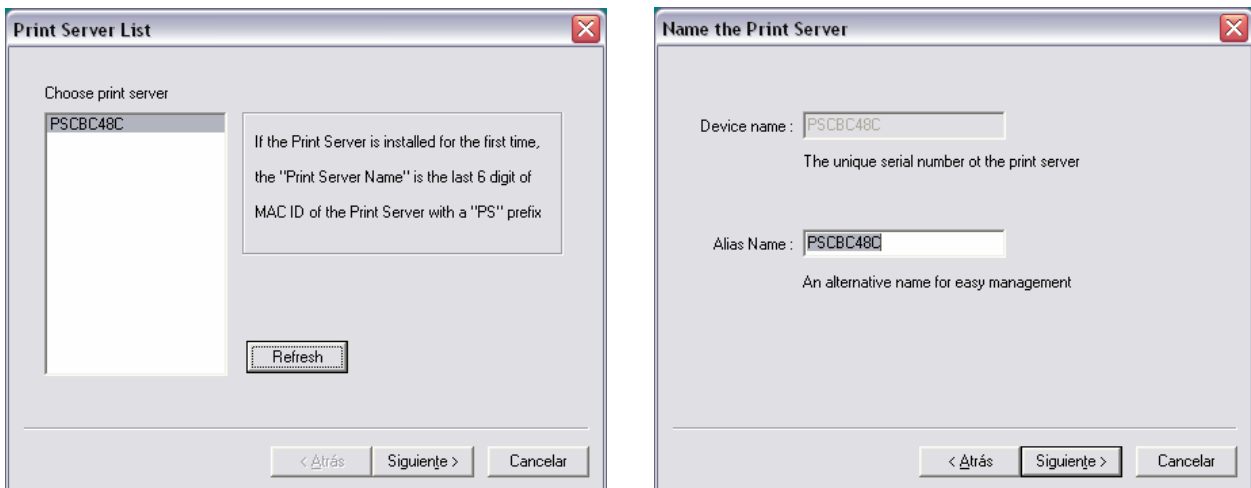 Print Server List
Choose print server
PSCBC48C
If the Print Server is installed for the first time,
the "Print Server Name" is the last 6 digit of
MAC ID of the Print Server with a "PS" prefix
Refresh
< Atrás
Siguiente >
Cancelar
Name the Print Server
Device name : PSCBC48C
The unique serial number ot the print server
Alias Name : PSCBC48C
An alternative name for easy management
< Atrás
Siguiente >
Cancelar